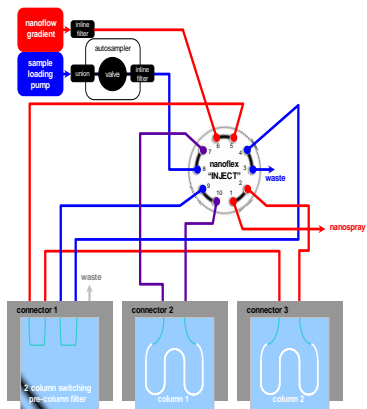 nanoflow
gradient
inline
filter
autosampler
sample
loading
pump
union
valve
inline
filter
6
5
7
4
nanoflex
"INJECT"
8
3
waste
9
2
10
1
nanospray
waste
connector 1
connector 2
connector 3
2 column switching
pre-column filter
column 1
column 2